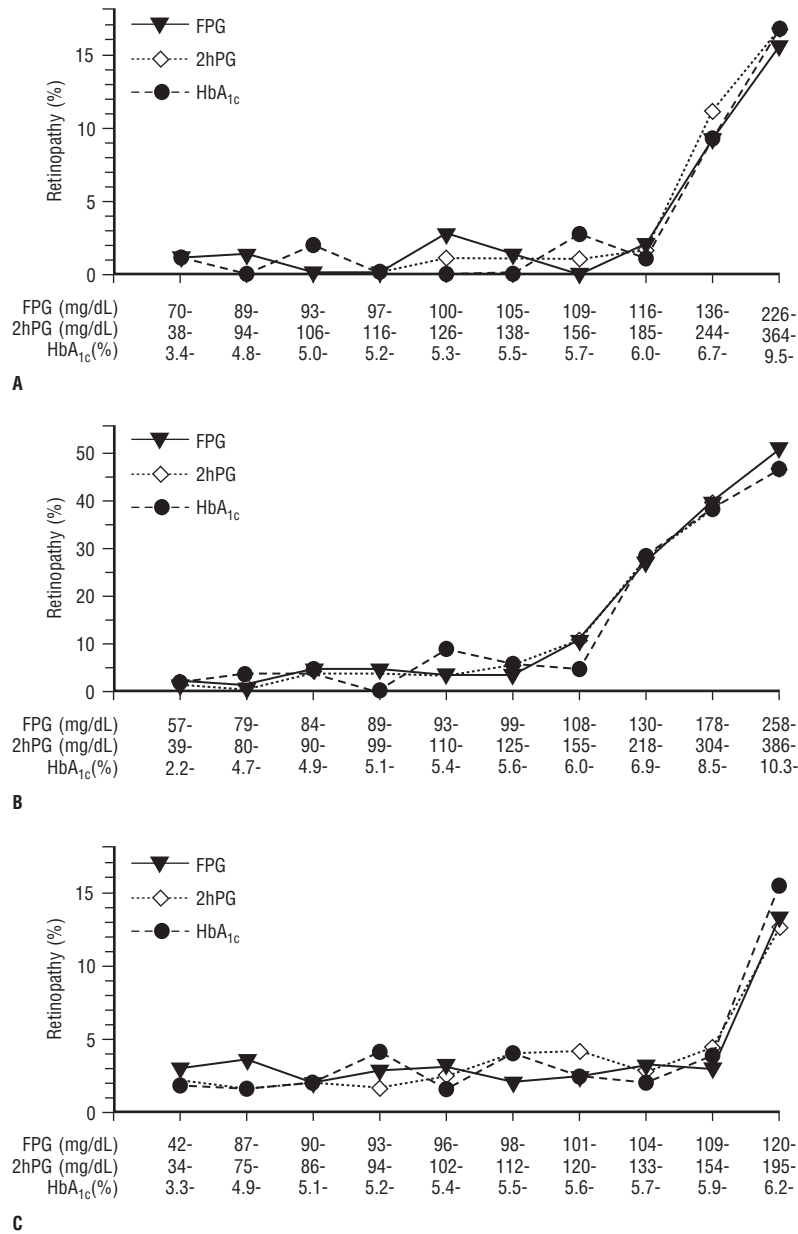 FPG
2hPG
HbA1c
Retinopathy (%)
15
10
5
0
FPG (mg/dL) 70- 89- 93- 97- 100- 105- 109- 116- 136- 226-
2hPG (mg/dL) 38- 94- 106- 116- 126- 138- 156- 185- 244- 364-
HbA1c(%) 3.4- 4.8- 5.0- 5.2- 5.3- 5.5- 5.7- 6.0- 6.7- 9.5-
A
FPG
2hPG
HbA1c
Retinopathy (%)
50
40
30
20
10
0
FPG (mg/dL) 57- 79- 84- 89- 93- 99- 108- 130- 178- 258-
2hPG (mg/dL) 39- 80- 90- 99- 110- 125- 155- 218- 304- 386-
HbA1c(%) 2.2- 4.7- 4.9- 5.1- 5.4- 5.6- 6.0- 6.9- 8.5- 10.3-
B
FPG
2hPG
HbA1c
Retinopathy (%)
15
10
5
0
FPG (mg/dL) 42- 87- 90- 93- 96- 98- 101- 104- 109- 120-
2hPG (mg/dL) 34- 75- 86- 94- 102- 112- 120- 133- 154- 195-
HbA1c(%) 3.3- 4.9- 5.1- 5.2- 5.4- 5.5- 5.6- 5.7- 5.9- 6.2-
C